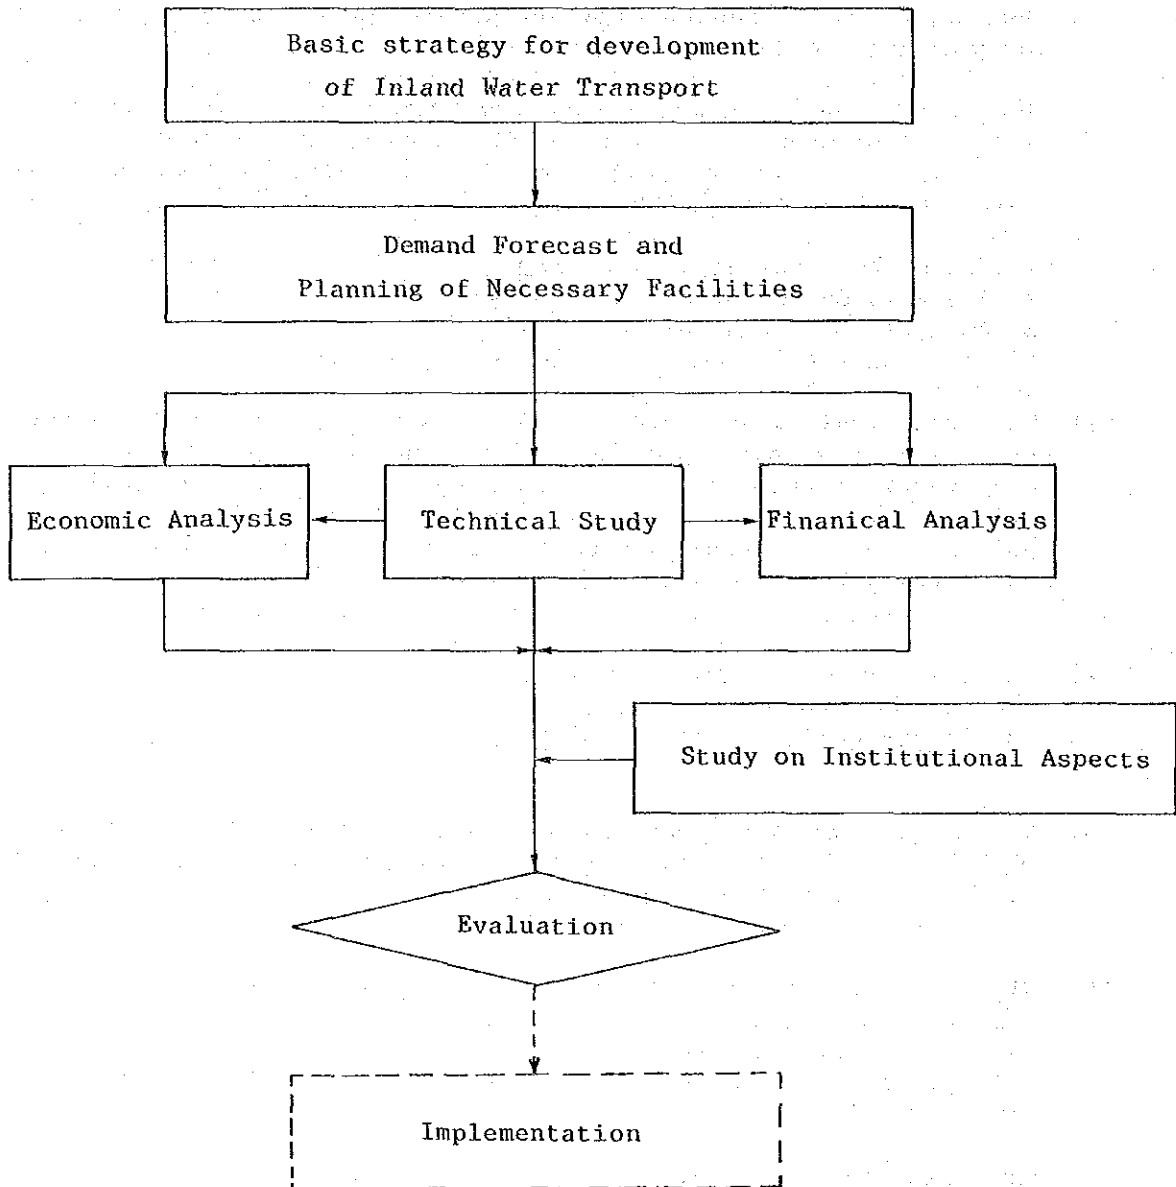 Basic strategy for development
of Inland Water Transport
Demand Forecast and
Planning of Necessary Facilities
Economic Analysis
Technical Study
Finanical Analysis
Study on Institutional Aspects
Evaluation
Implementation